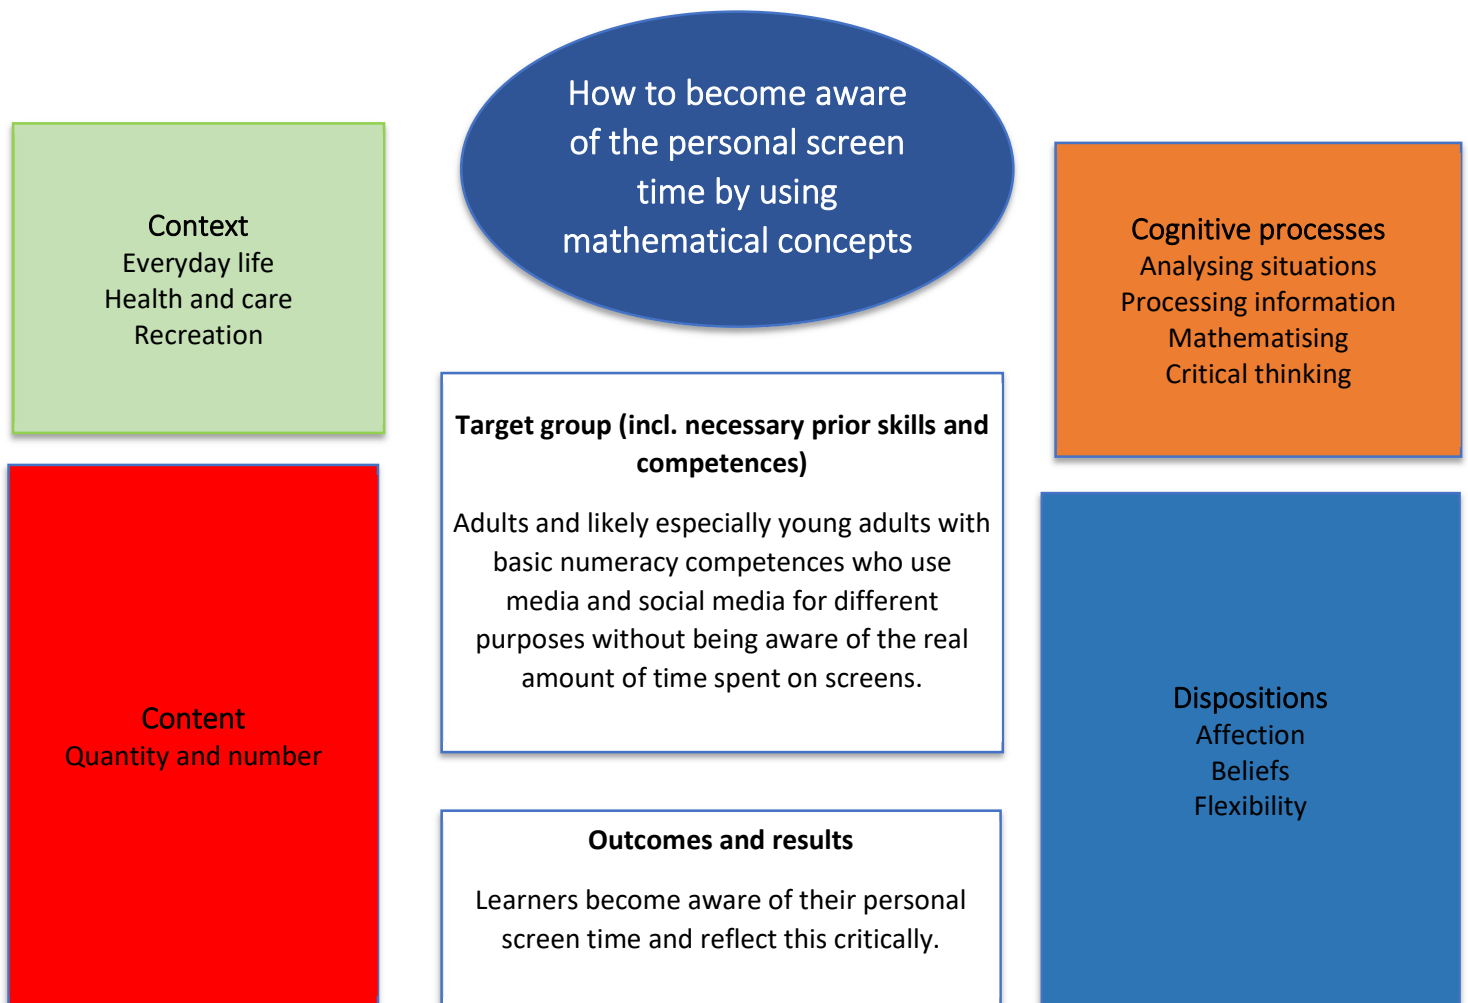 How to become aware
of the personal screen
time by using
mathematical concepts
Context
Everyday life
Health and care
Recreation
Cognitive processes
Analysing situations
Processing information
Mathematising
Critical thinking
Target group (incl. necessary prior skills and
competences)
Adults and likely especially young adults with
basic numeracy competences who use
media and social media for different
purposes without being aware of the real
amount of time spent on screens.
Content
Quantity and number
Dispositions
Affection
Beliefs
Flexibility
Outcomes and results
Learners become aware of their personal
screen time and reflect this critically.